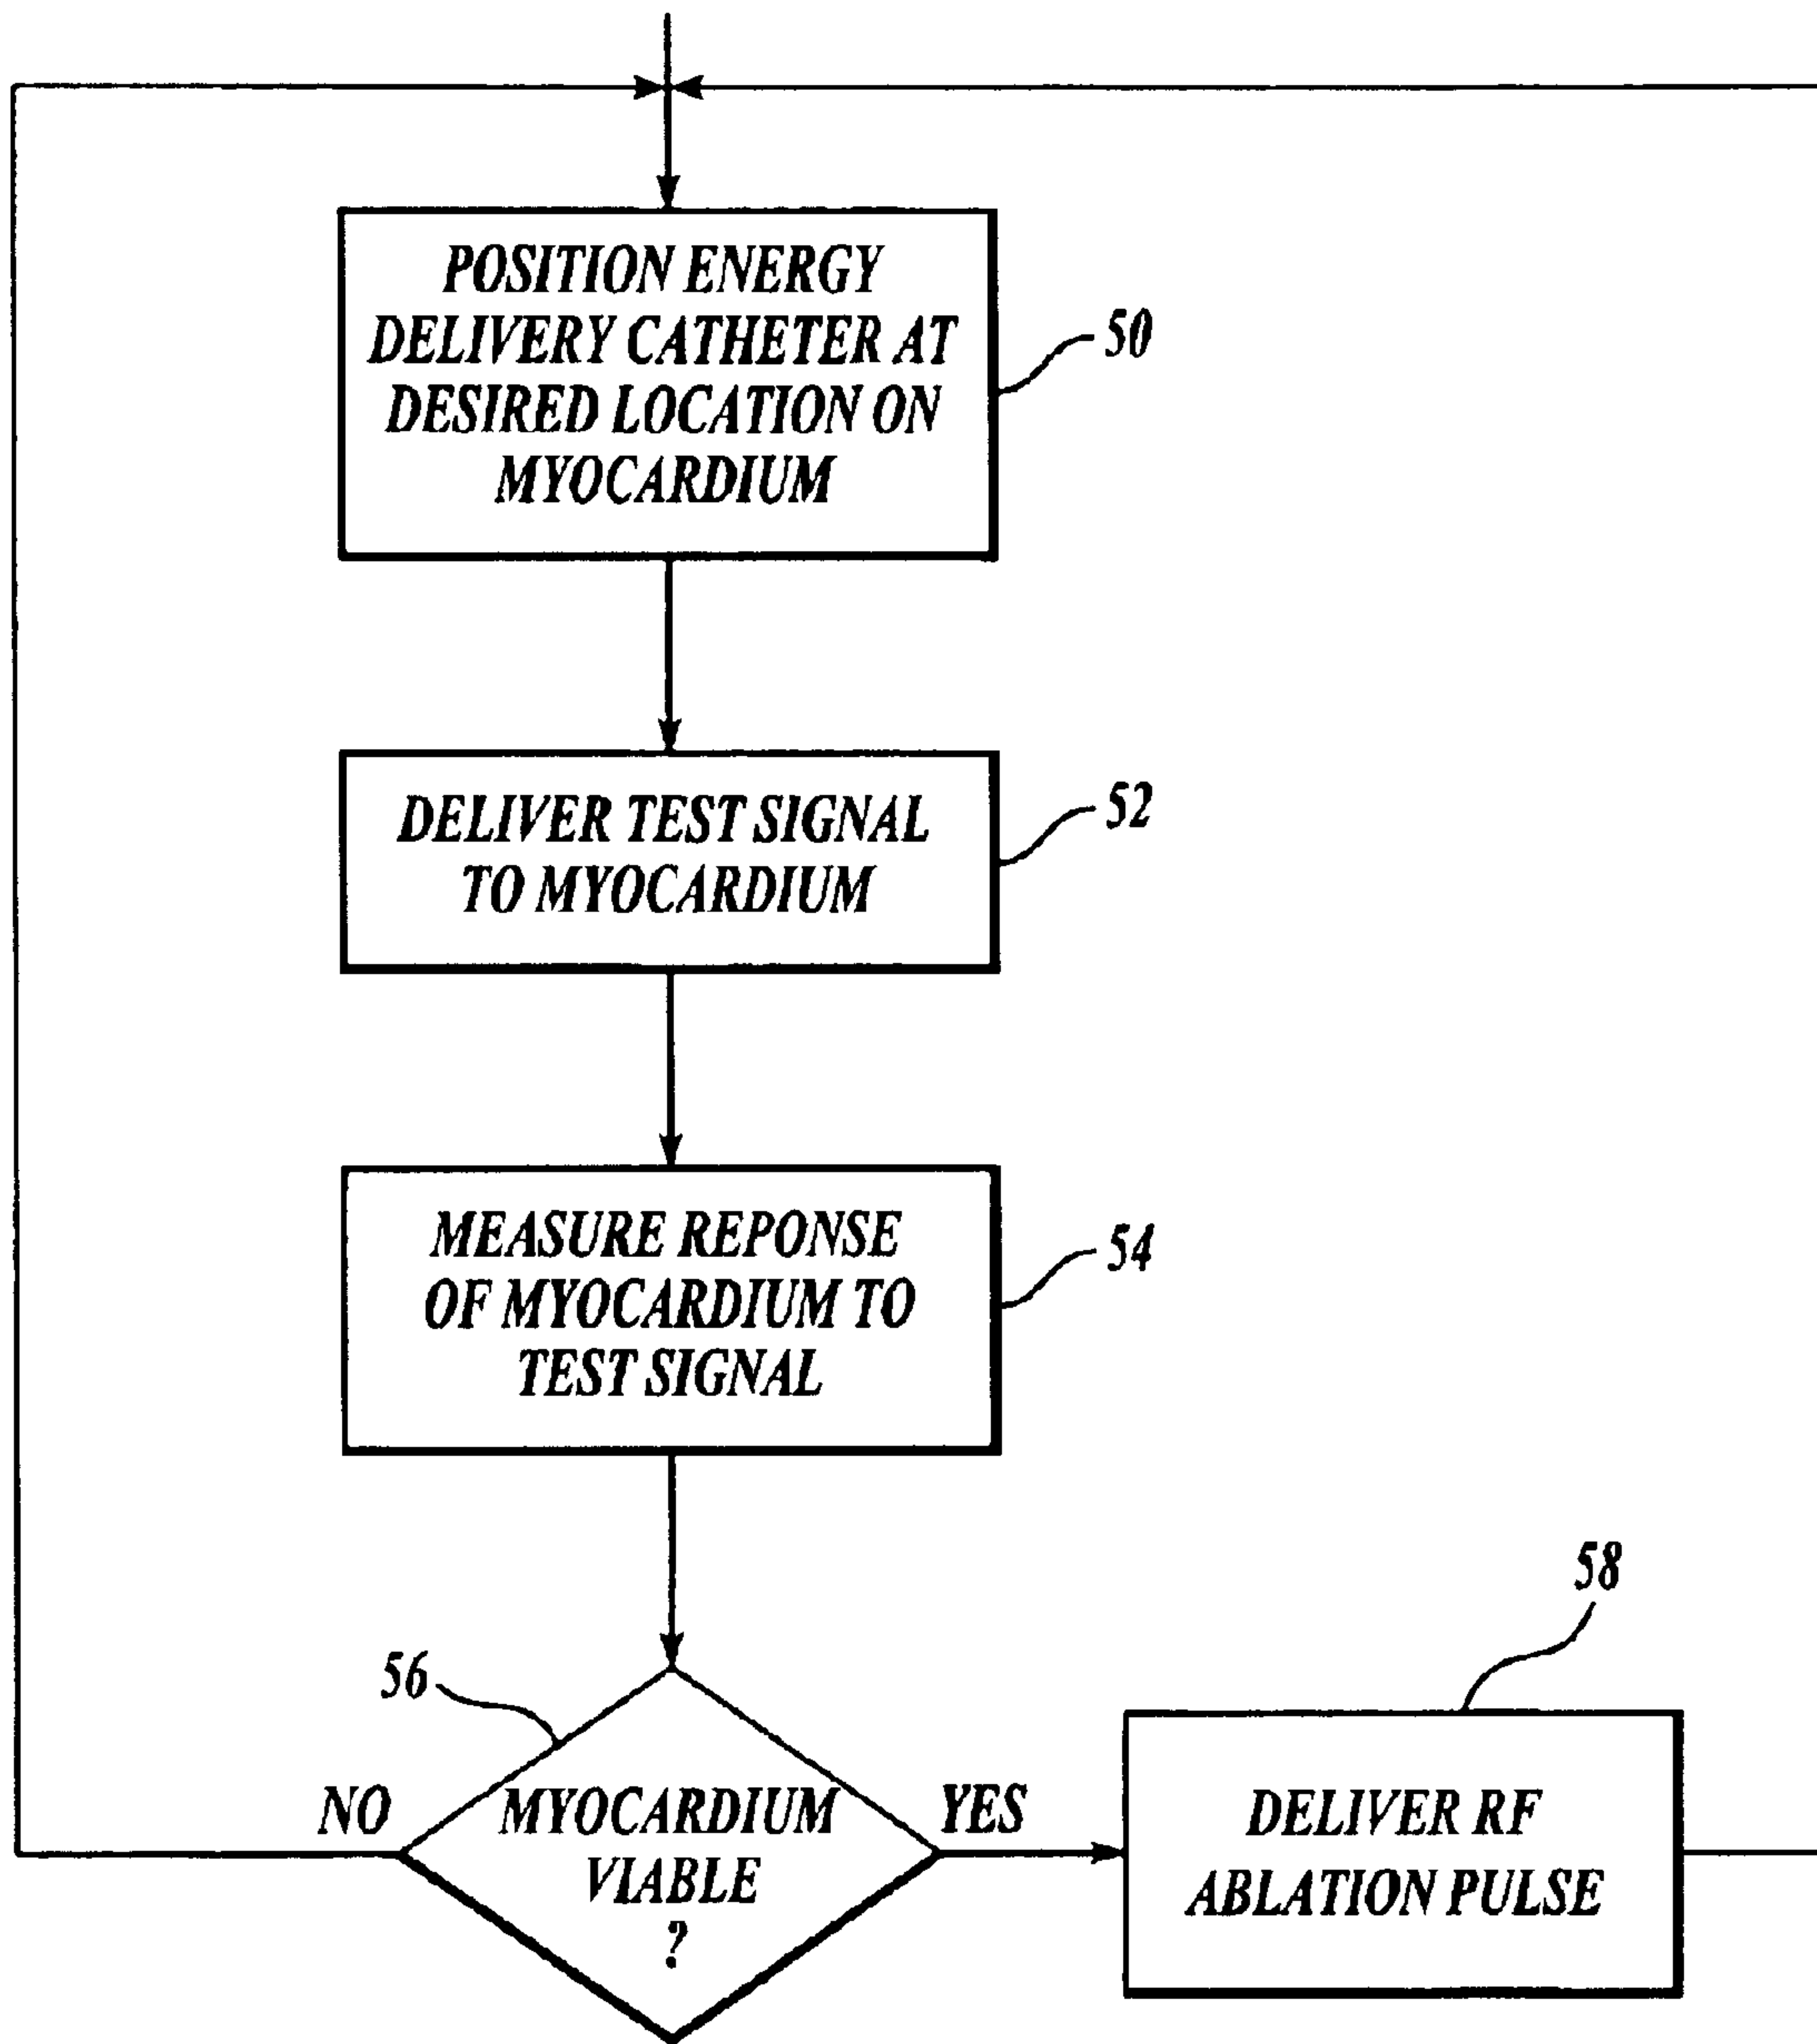 POSITION ENERGY
DELIVERY CATHETER AT
DESIRED LOCATION ON
MYOCARDIUM
50
DELIVER TEST SIGNAL
TO MYOCARDIUM
52
MEASURE REPONSE
OF MYOCARDIUM TO
TEST SIGNAL
54
56
NO
MYOCARDIUM
VIABLE
?
YES
58
DELIVER RF
ABLATION PULSE